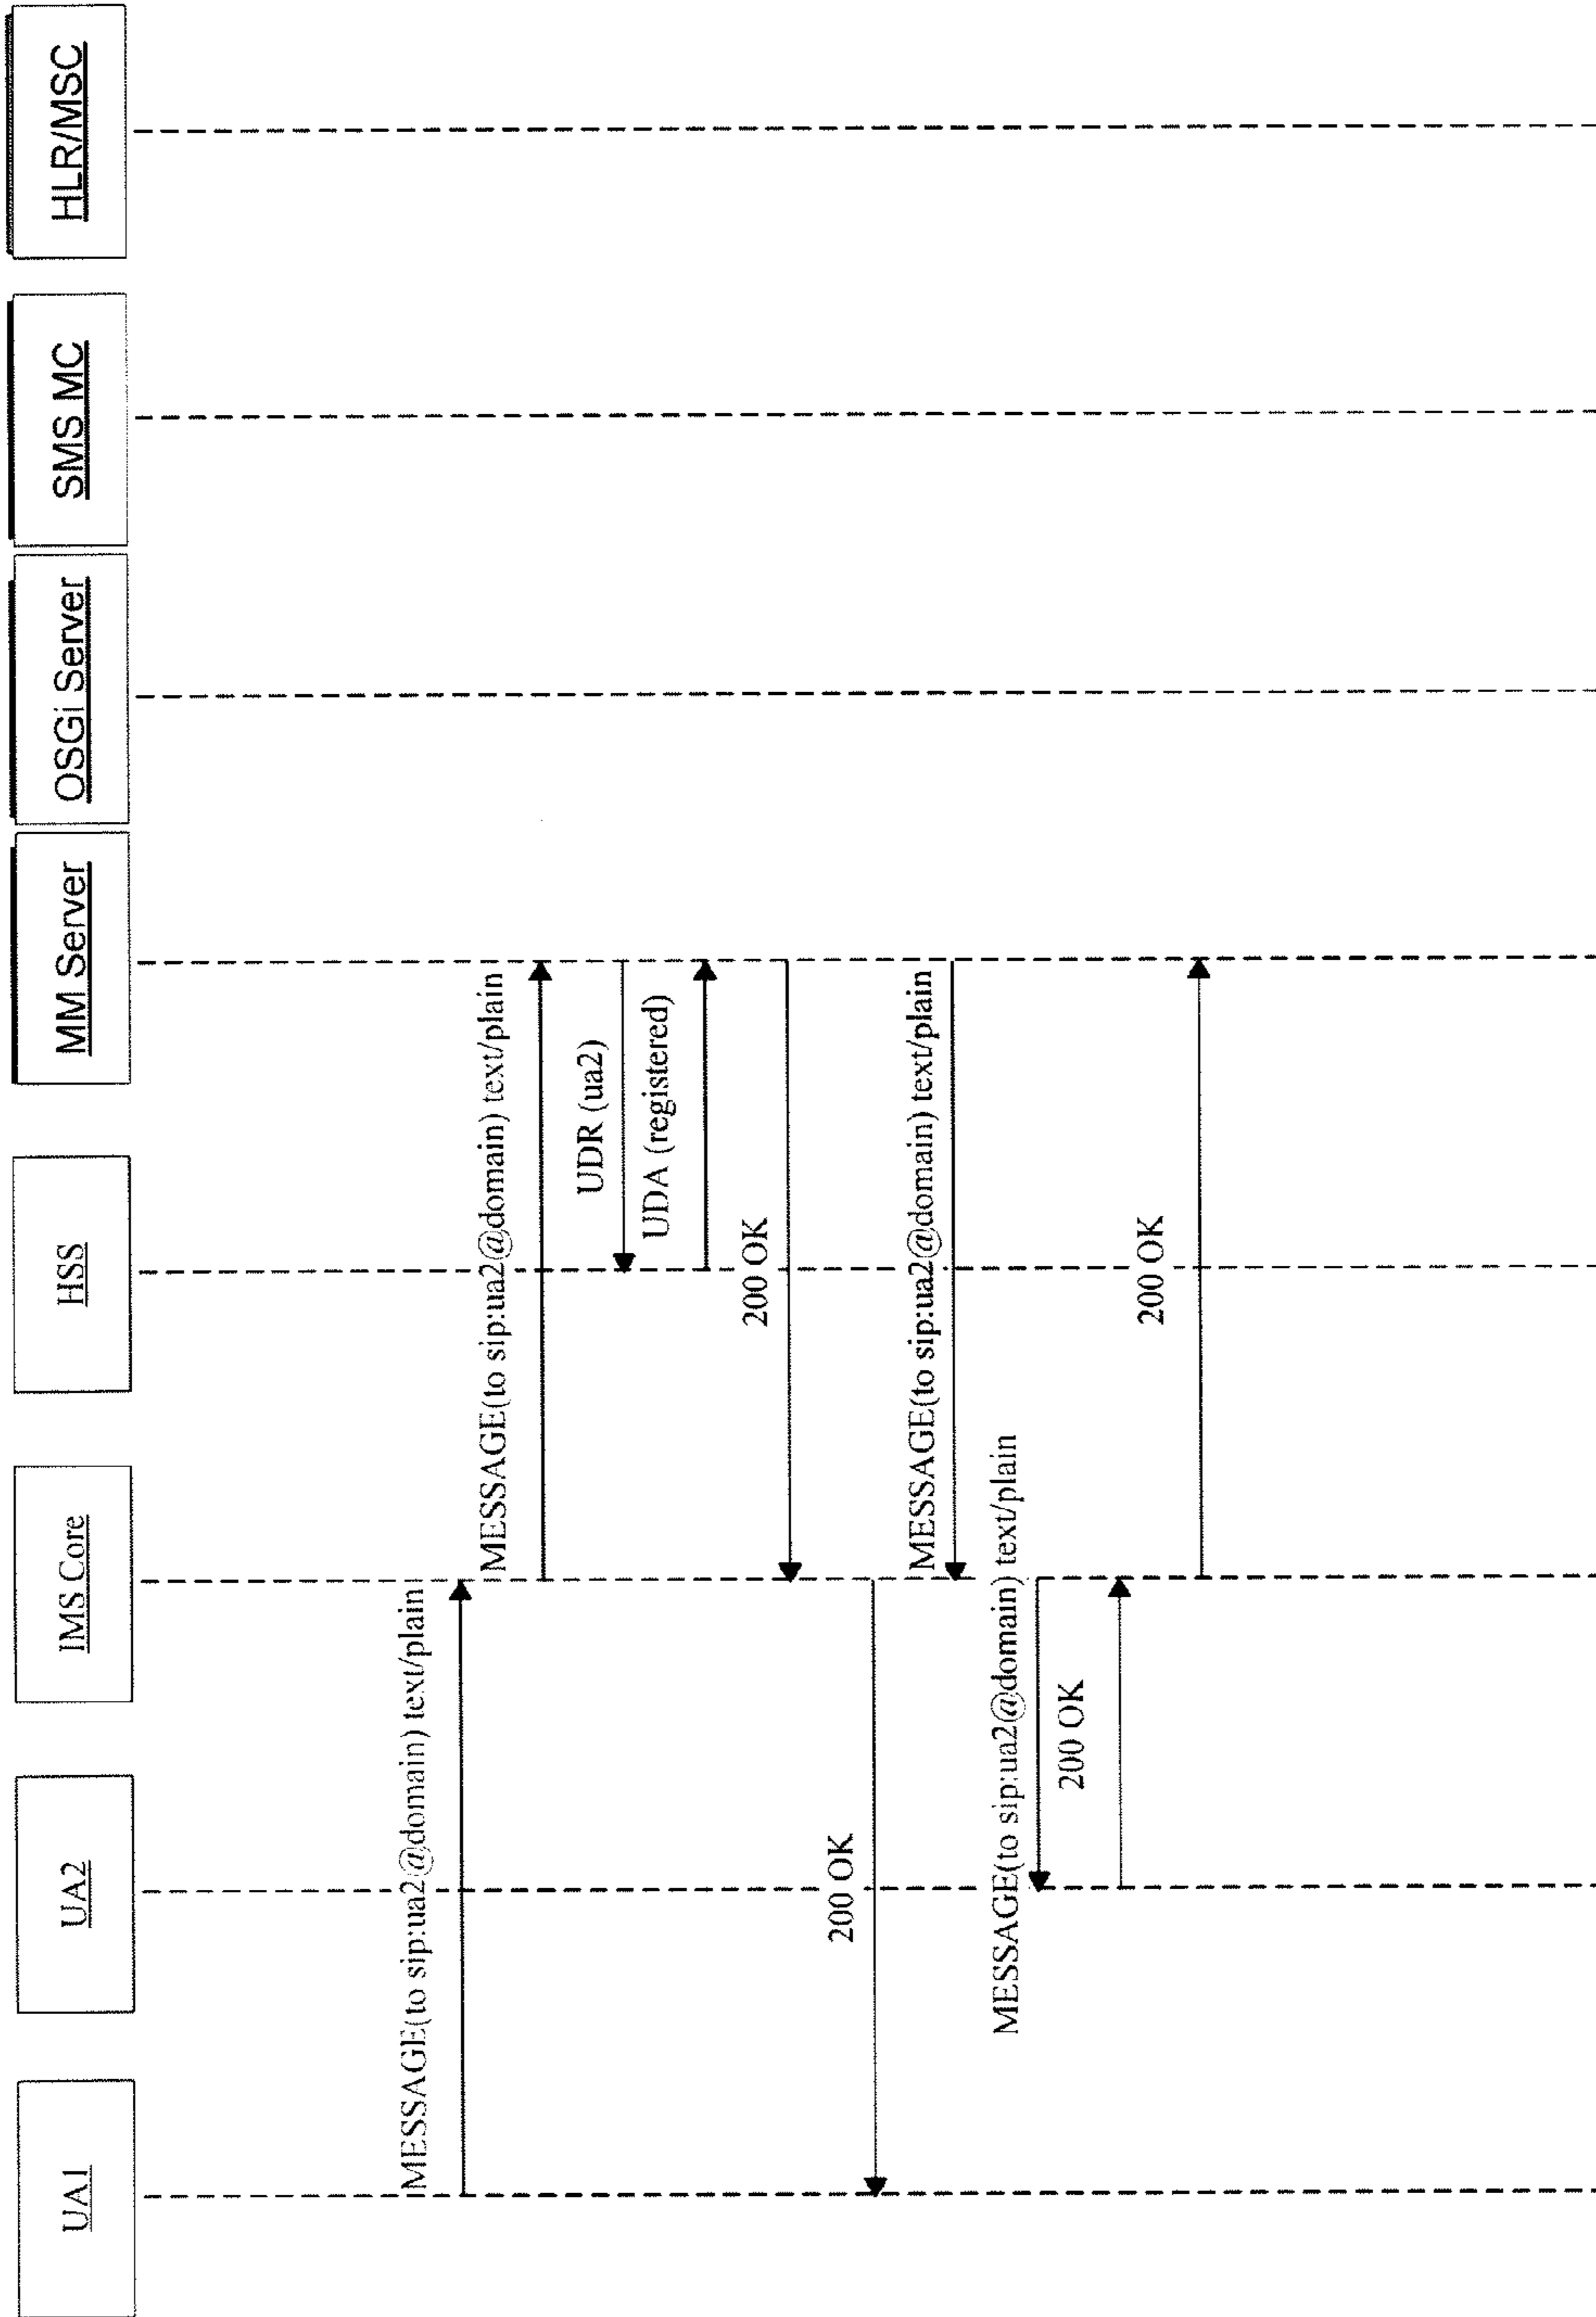 UA1
UA2
IMS Core
HSS
MM Server
OSGi Server
SMS MC
HLR/MSC
MESSAGE(to sip:ua2@domain) text/plain
MESSAGE(to sip:ua2@domain) text/plain
UDR (ua2)
UDA (registered)
200 OK
200 OK
MESSAGE(to sip:ua2@domain) text/plain
MESSAGE(to sip:ua2@domain) text/plain
200 OK
200 OK